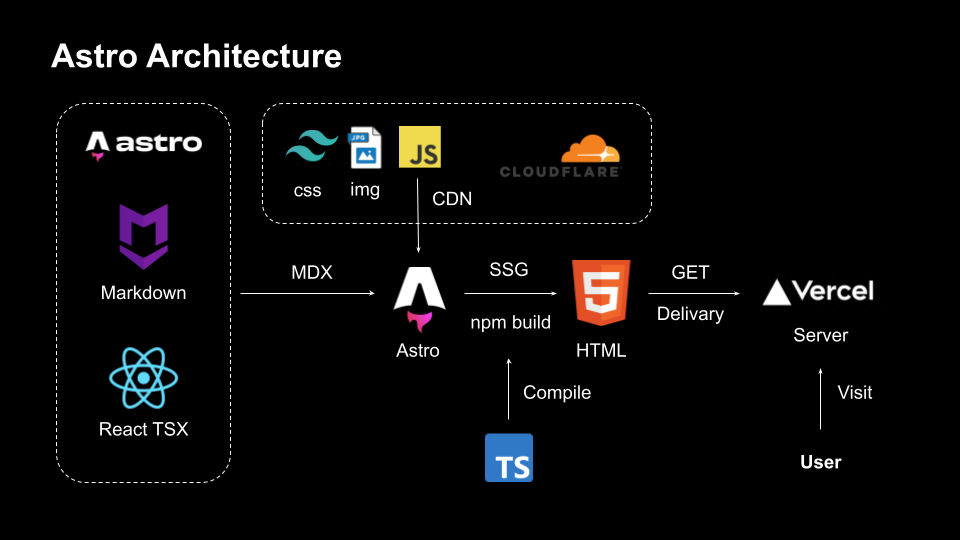 Astro Architecture
astro
Markdown
React TSX
JPG
JS
css
img
CLOUDFLARE
CDN
MDX
Astro
SSG
npm build
HTML
5
GET
Delivary
Vercel
Server
Compile
TS
Visit
User